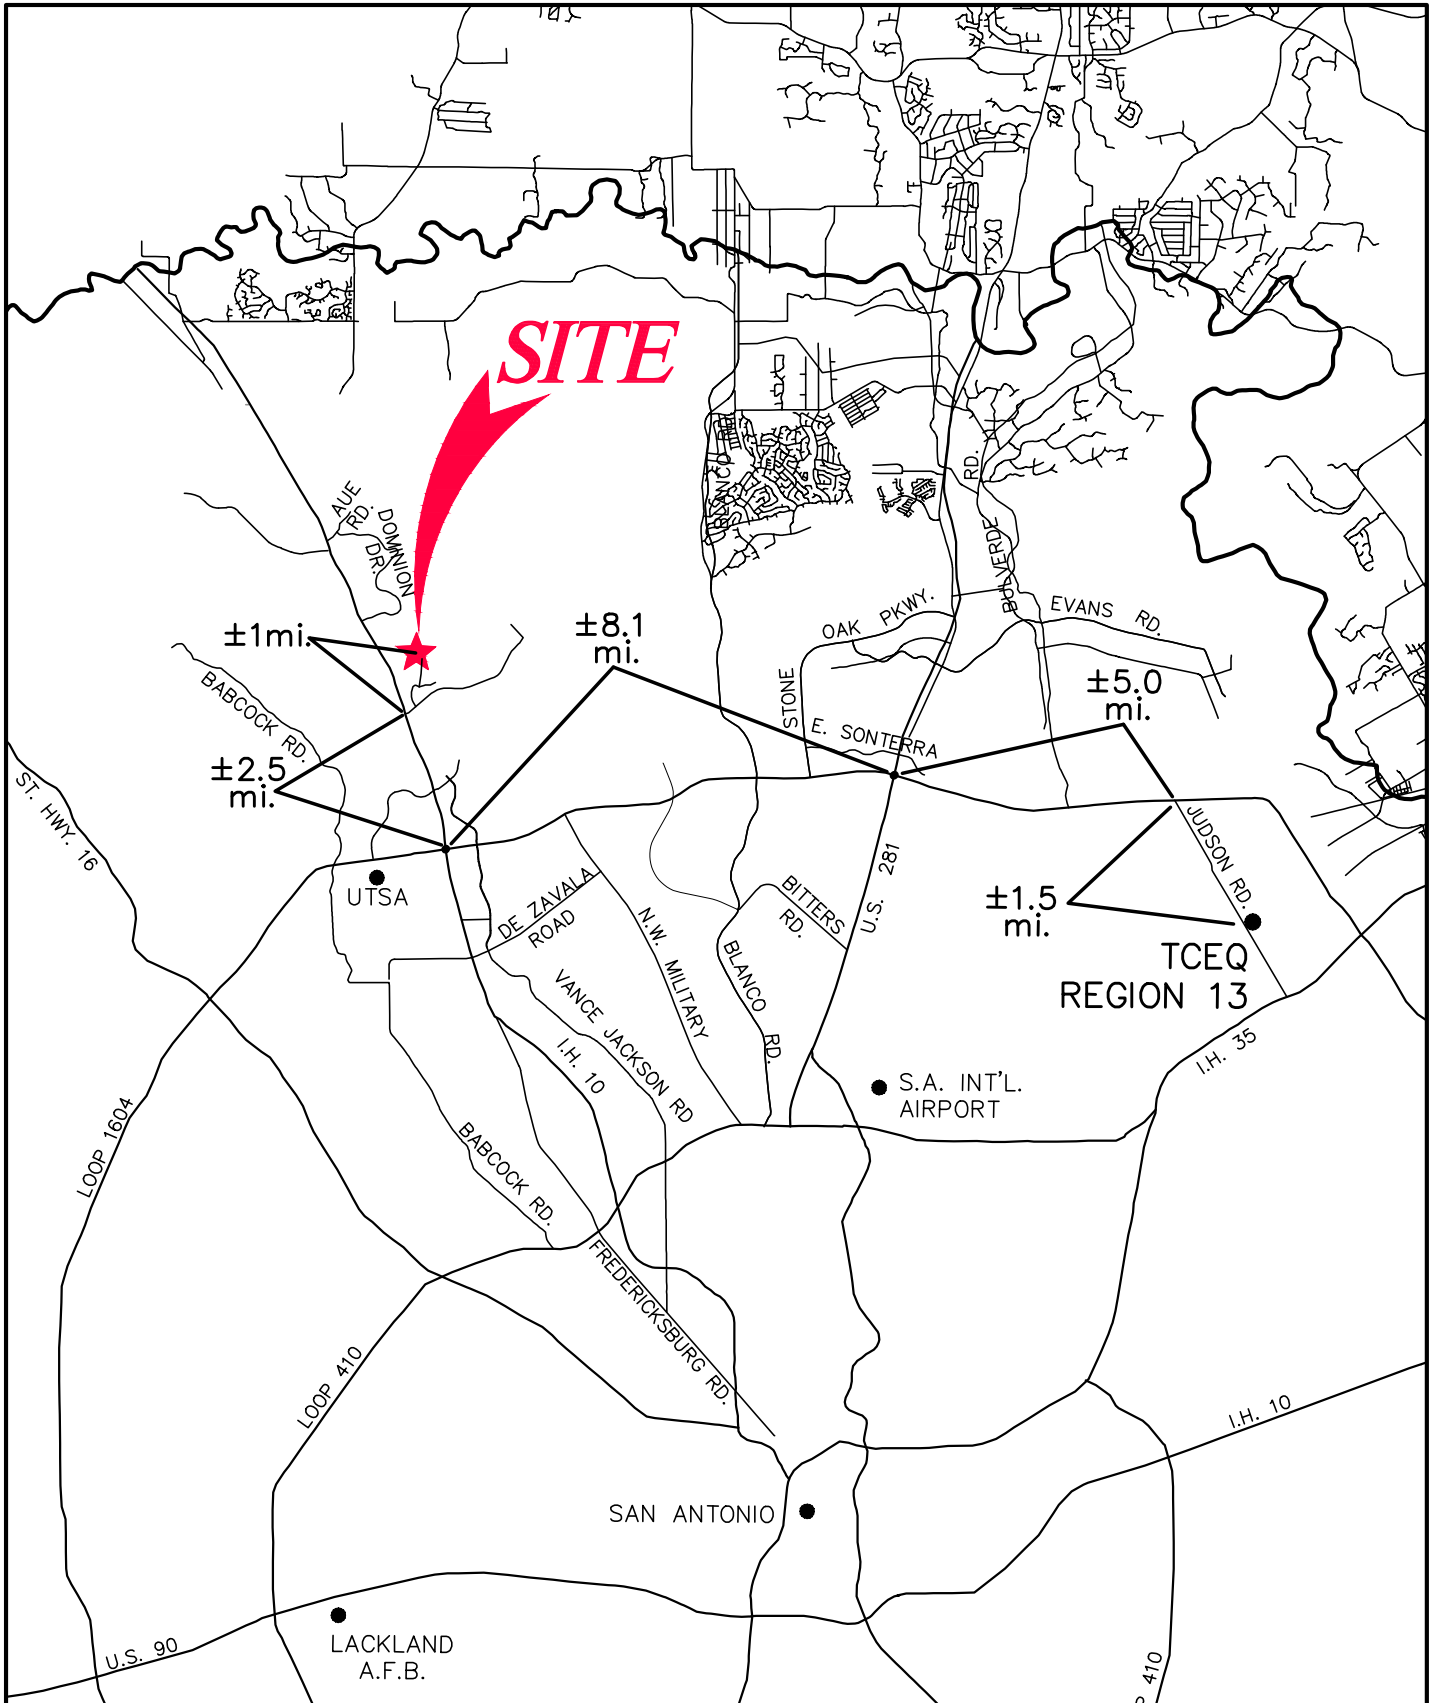 SITE
AUE
RD.
DOMINION
DR.
BLANCO RD.
BULVERDE
RD.
±1mi.
±8.1
mi.
OAK PKWY.
STONE
EVANS RD.
BABCOCK RD.
±5.0
mi.
E. SONTERRA
±2.5
mi.
ST. HWY. 16
UTSA
DE ZAVALA
ROAD
N.W. MILITARY
BITTERS
RD.
U.S. 281
JUDSON RD.
±1.5
mi.
TCEQ
REGION 13
BLANCO RD.
VANCE JACKSON RD
I.H. 10
I.H. 35
S.A. INT'L.
AIRPORT
LOOP 1604
BABCOCK RD.
FREDERICKSBURG RD.
LOOP 410
I.H. 10
SAN ANTONIO
LACKLAND
A.F.B.
U.S. 90
410